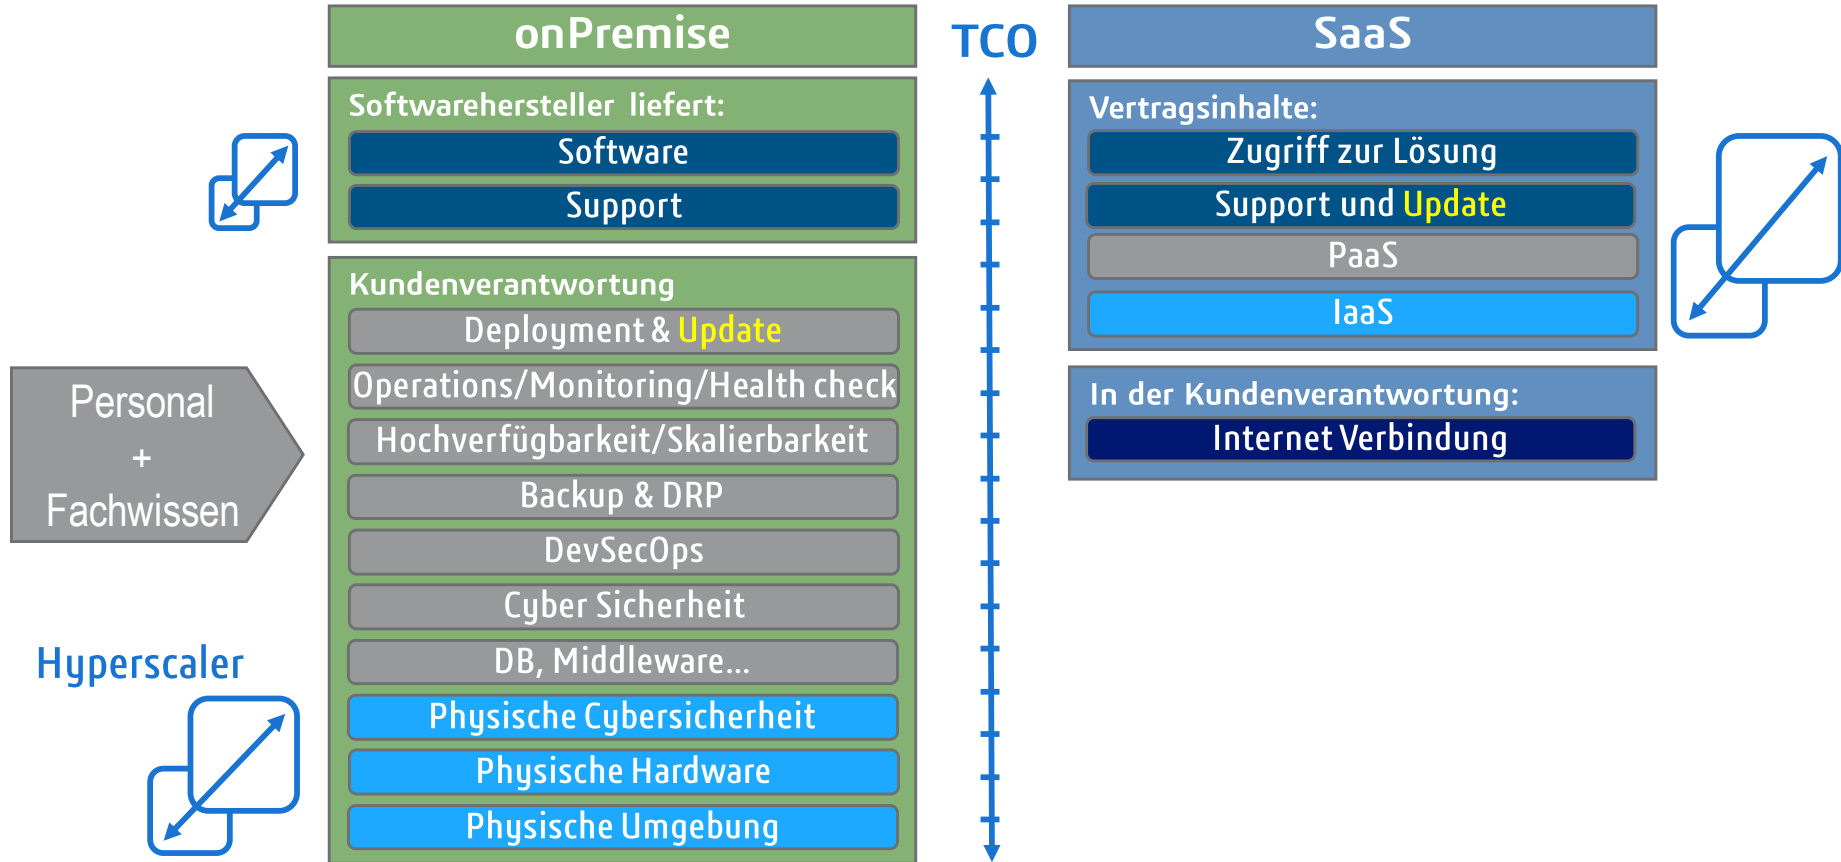 onPremise
Softwarehersteller liefert:
Software
Support
Kundenverantwortung
Deployment & Update
Operations/Monitoring/Health check
Hochverfügbarkeit/Skalierbarkeit
Backup & DRP
DevSecOps
Cyber Sicherheit
DB, Middleware...
Physische Cybersicherheit
Physische Hardware
Physische Umgebung
Personal
+
Fachwissen
Hyperscaler
TCO
SaaS
Vertragsinhalte:
Zugriff zur Lösung
Support und Update
PaaS
IaaS
In der Kundenverantwortung:
Internet Verbindung